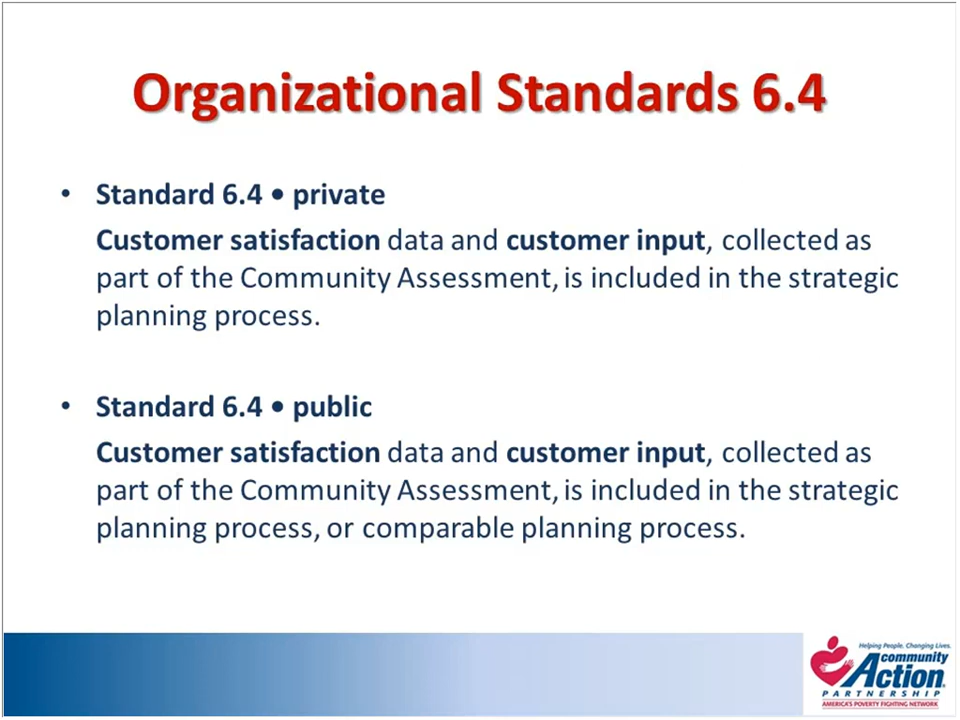 Organizational Standards 6.4
• Standard 6.4 • private
Customer satisfaction data and customer input, collected as
part of the Community Assessment, is included in the strategic
planning process.
• Standard 6.4 • public
Customer satisfaction data and customer input, collected as
part of the Community Assessment, is included in the strategic
planning process, or comparable planning process.
Helping People. Changing Lives.
community
Action
PARTNERSHIP
AMERICA'S POVERTY FIGHTING NETWORK